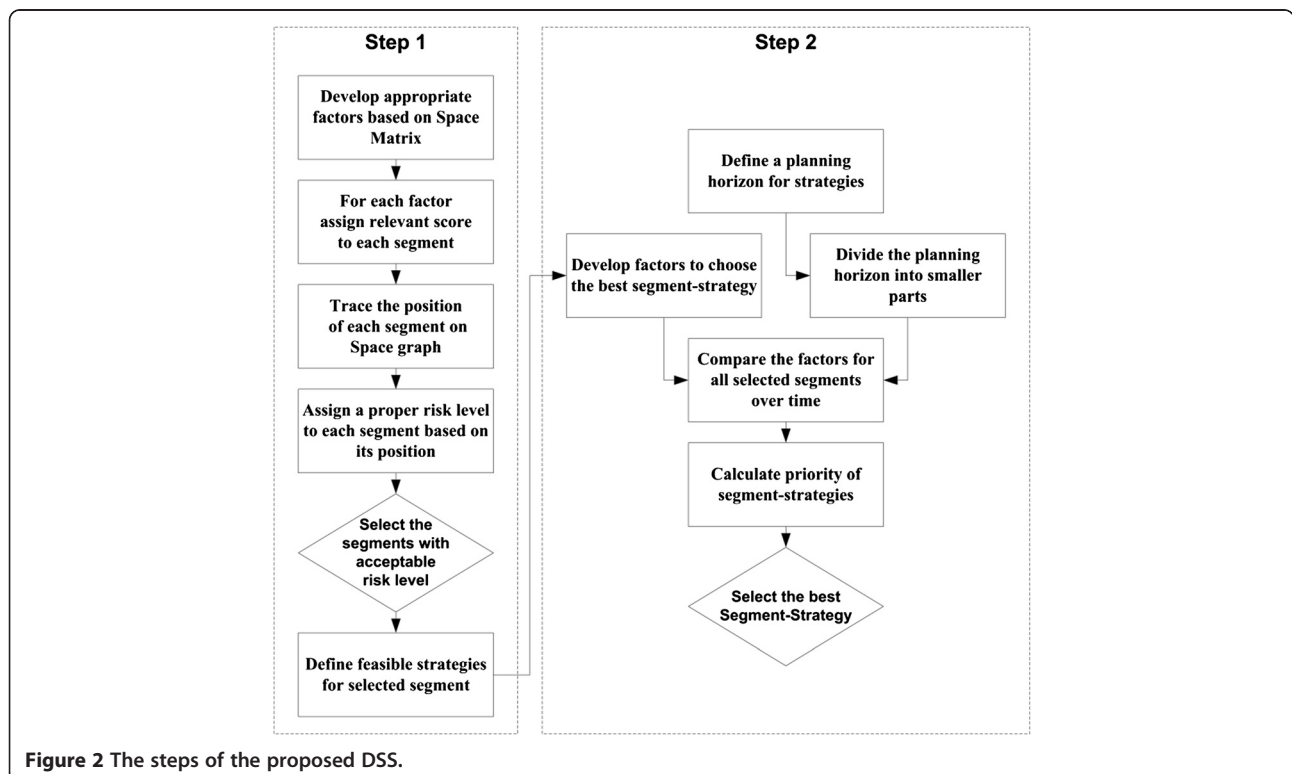 Step 1
Develop appropriate
factors based on Space
Matrix
For each factor
assign relevant score
to each segment
Trace the position
of each segment on
Space graph
Assign a proper risk level
to each segment based on
its position
Select the
segments with
acceptable
risk level
Define feasible strategies
for selected segment
Step 2
Define a planning
horizon for strategies
Develop factors to choose
the best segment-strategy
Divide the planning
horizon into smaller
parts
Compare the factors for
all selected segments
over time
Calculate priority of
segment-strategies
Select the best
Segment-Strategy
Figure 2 The steps of the proposed DSS.